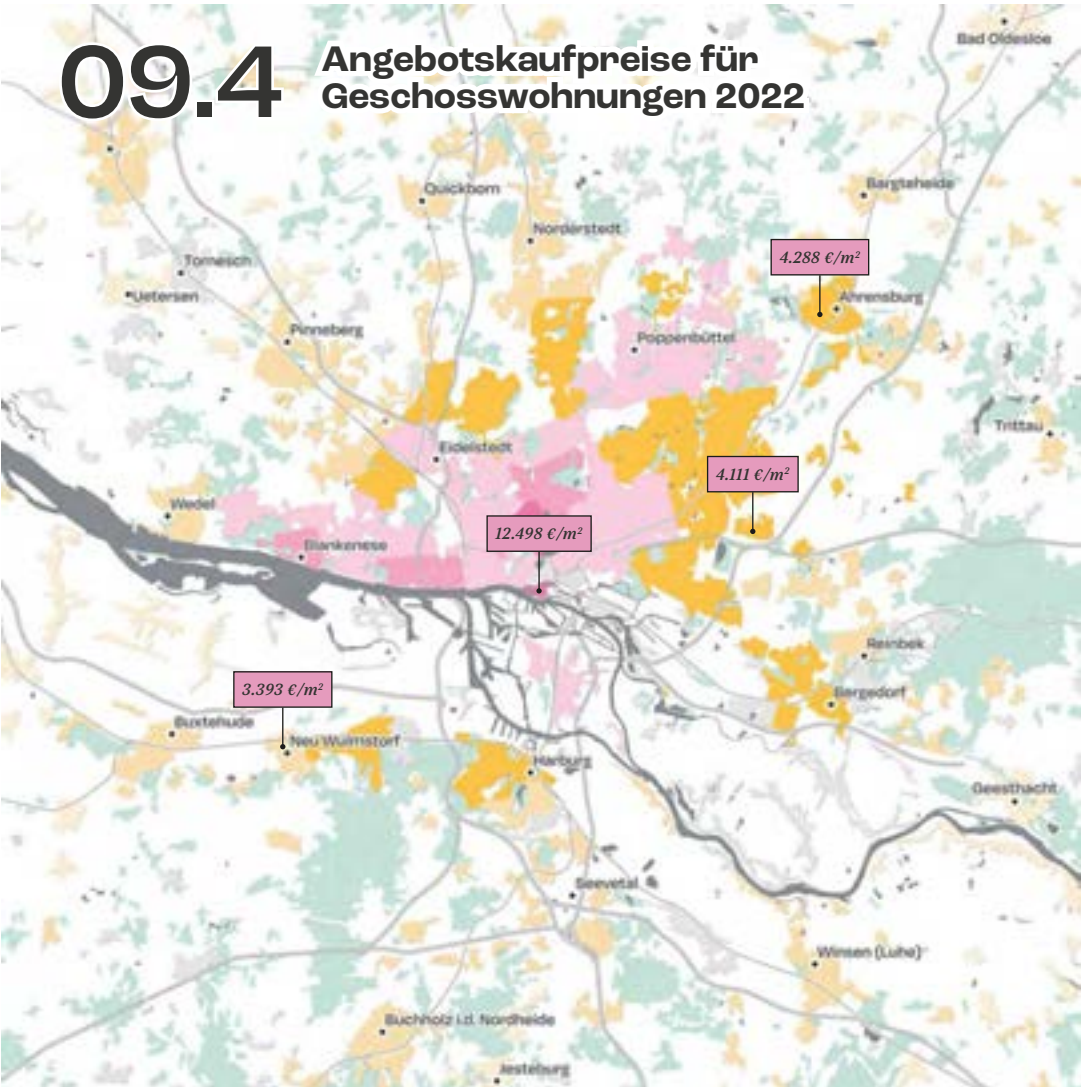 09.4
Angebotskaufpreise für
Geschosswohnungen 2022
Bad Oldesloe
Bargteheide
Quickborn
Norderstedt
4.288 €/m²
Tornesch
Uetersen
Ahrensburg
Pinneberg
Poppenbüttel
Trittau
Eidelstedt
4.111 €/m²
Wedel
12.498 €/m²
Blankenese
Reinbek
3.393 €/m²
Bergedorf
Buxtehude
Neu Wulmstorf
Harburg
Geesthacht
Seevetal
Winsen (Luhe)
Buchholz i.d. Nordheide
Jesteburg